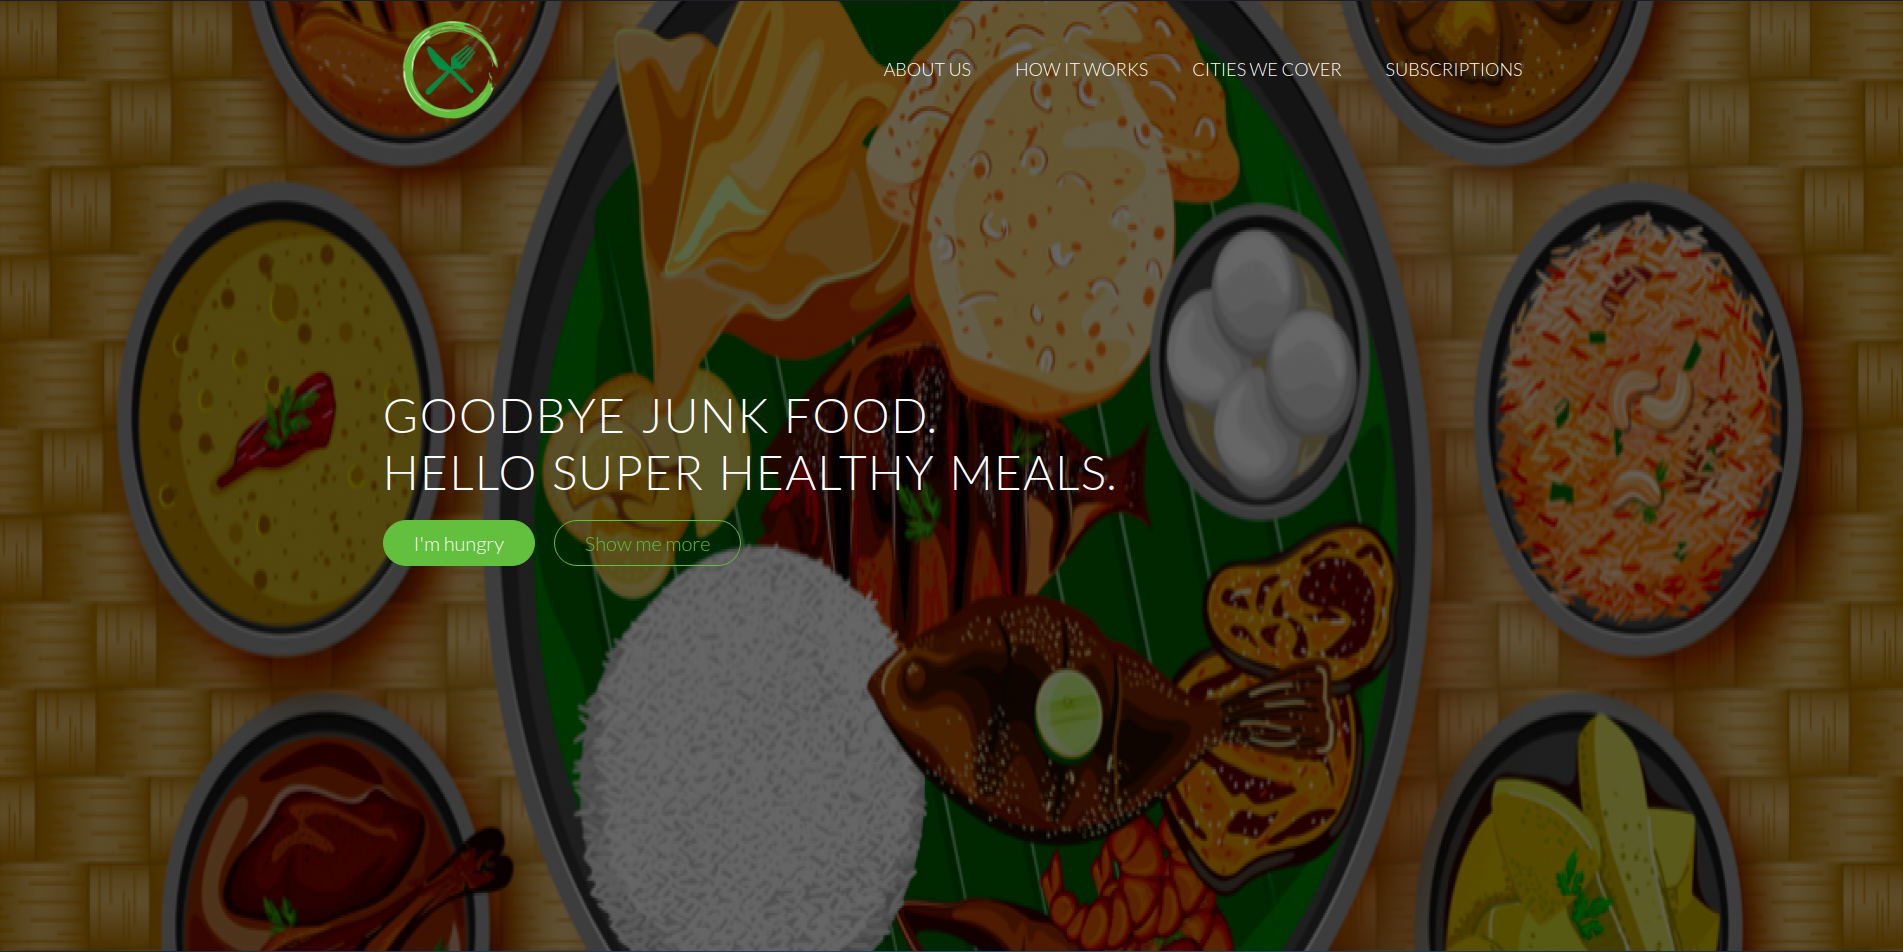 ABOUT US
HOW IT WORKS
CITIES WE COVER
SUBSCRIPTIONS
GOODBYE JUNK FOOD.
HELLO SUPER HEALTHY MEALS.
I'm hungry
Show me more